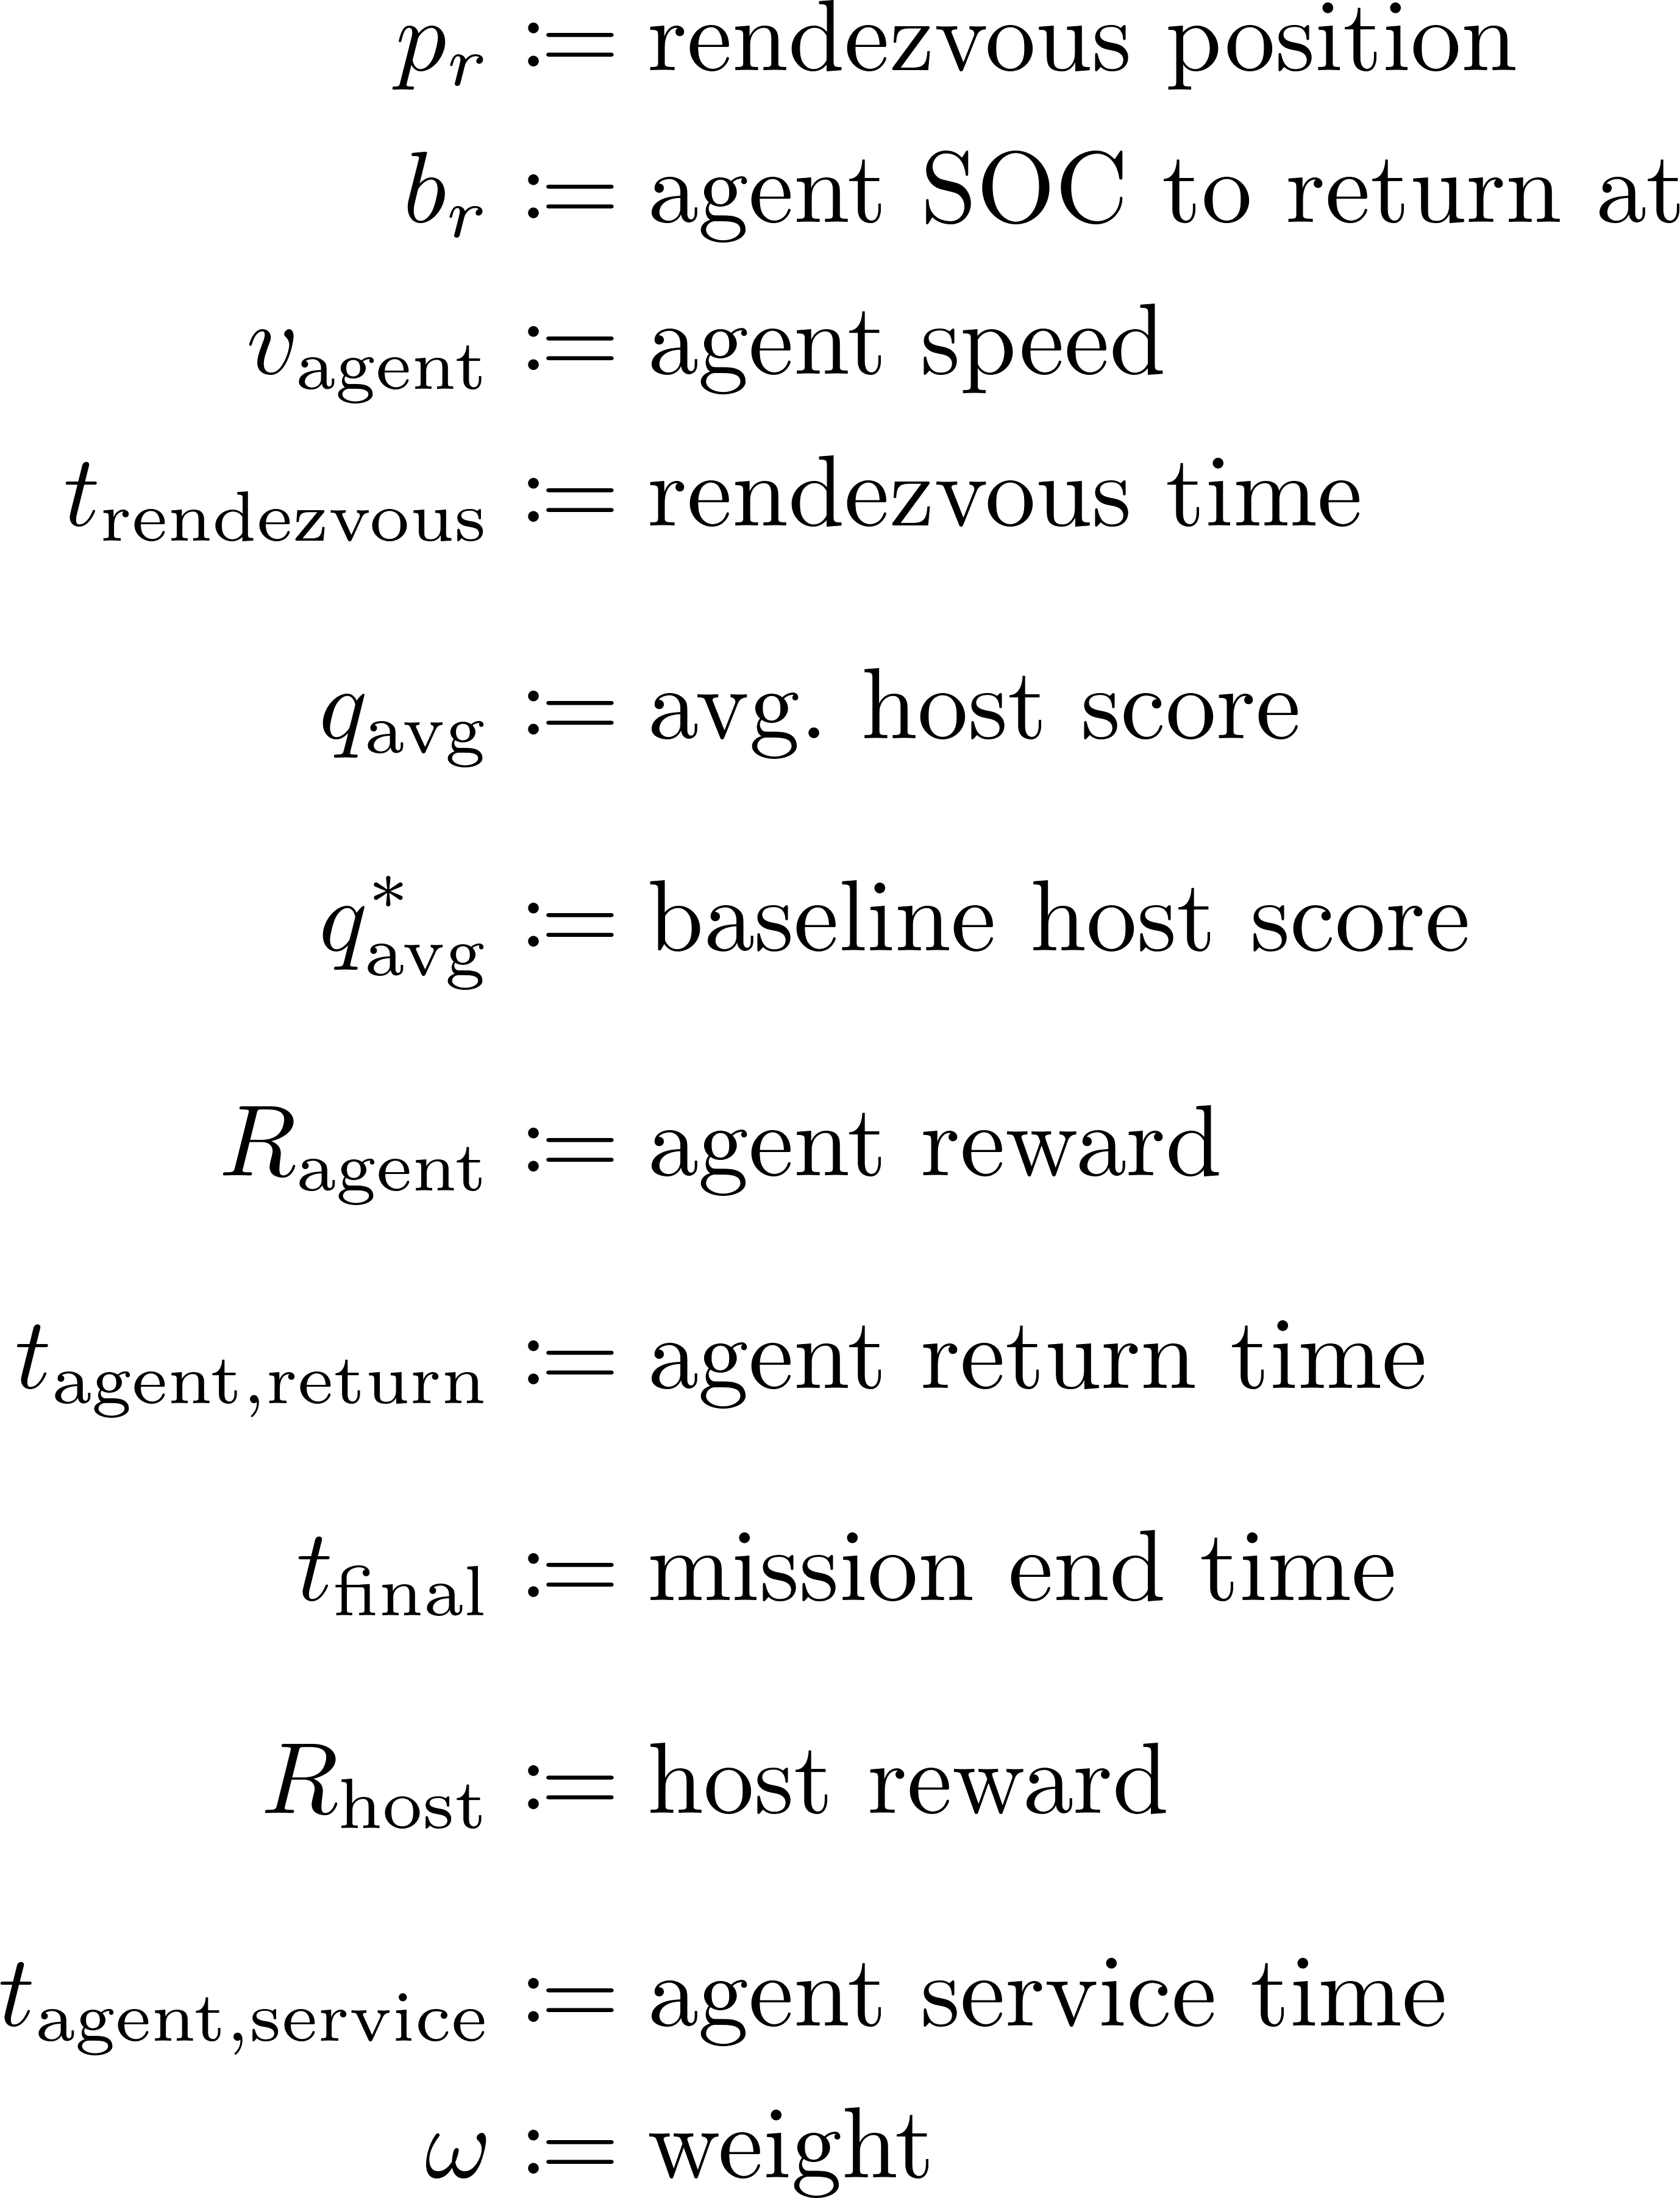 p_r := rendezvous position
b_r := agent SOC to return at
v_agent := agent speed
t_rendezvous := rendezvous time
q_avg := avg. host score
q*_avg := baseline host score
R_agent := agent reward
t_agent,return := agent return time
t_final := mission end time
R_host := host reward
t_agent,service := agent service time
ω := weight